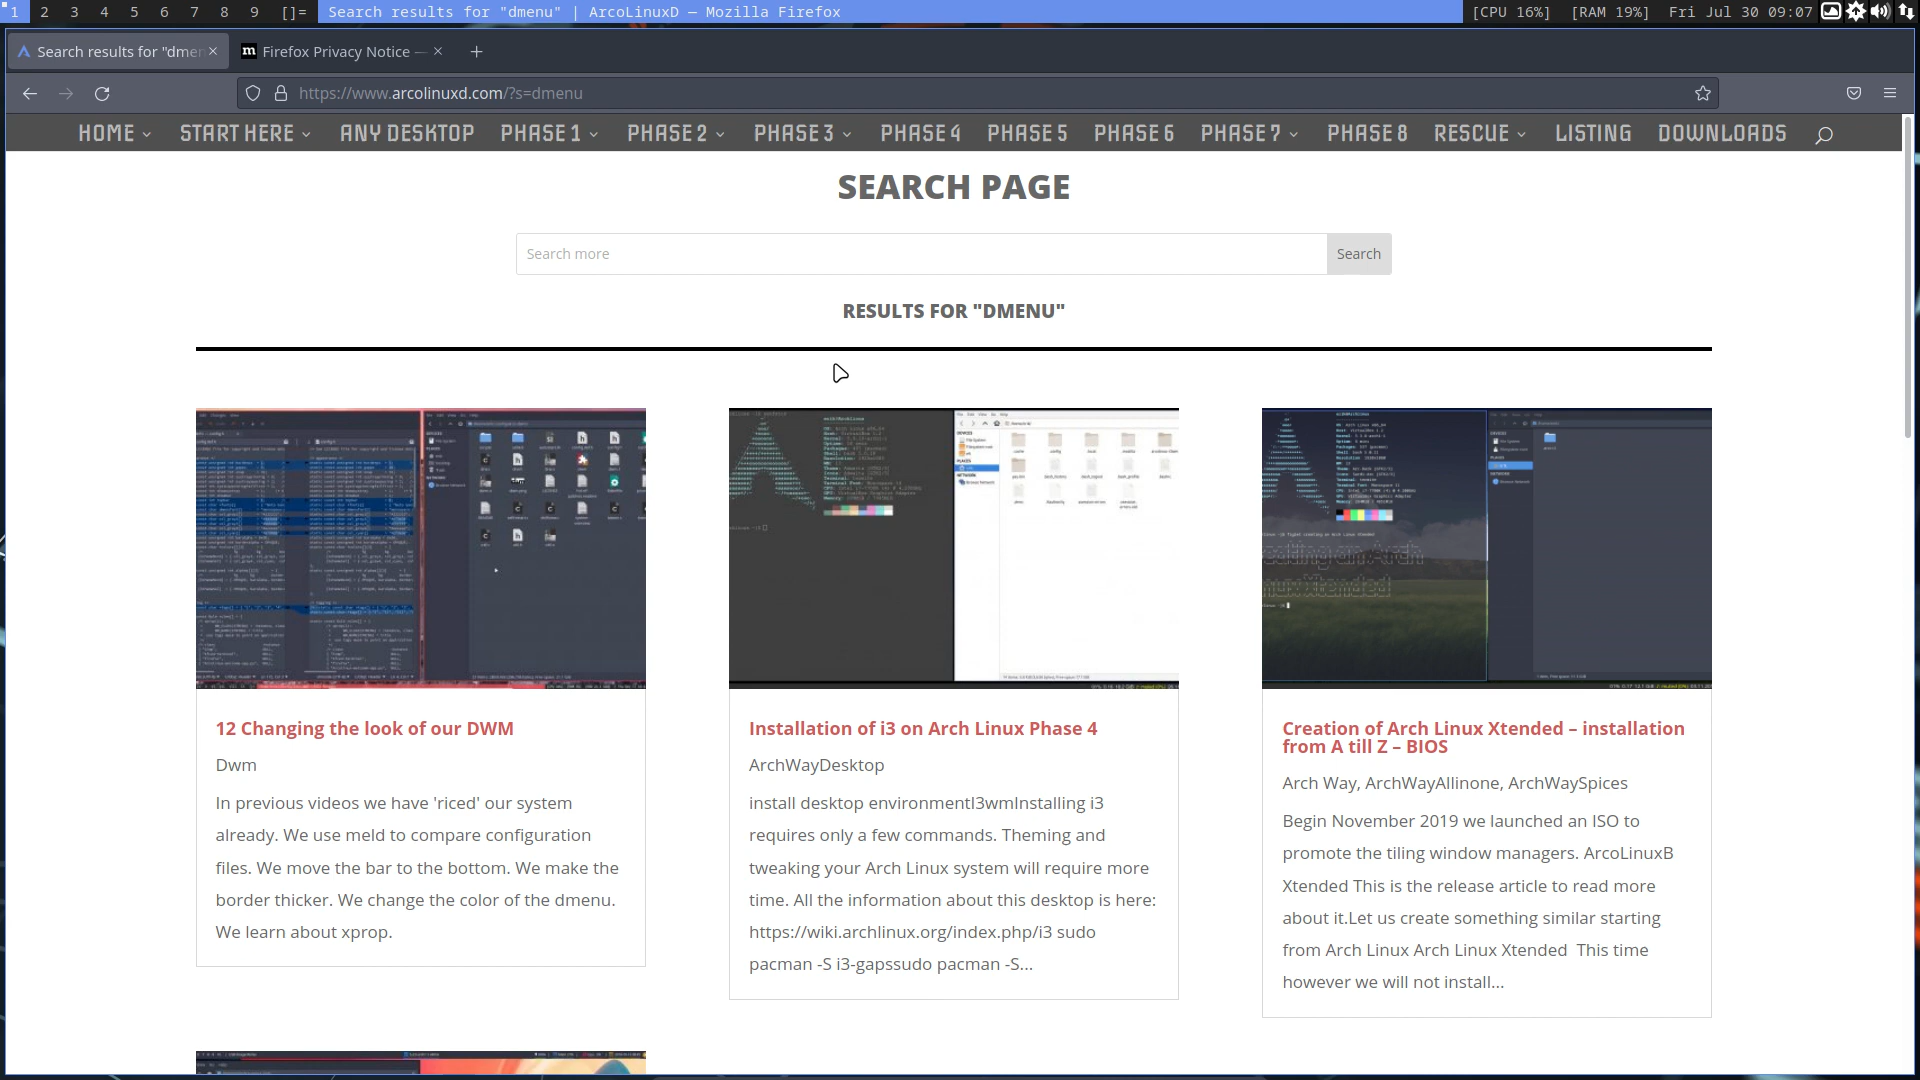 1 2 3 4 5 6 7 8 9 []= Search results for "dmenu" | ArcoLinuxD — Mozilla Firefox [CPU 16%] [RAM 19%] Fri Jul 30 09:07
Search results for "dmen Firefox Privacy Notice —
https://www.arcolinuxd.com/?s=dmenu
HOME START HERE ANY DESKTOP PHASE 1 PHASE 2 PHASE 3 PHASE 4 PHASE 5 PHASE 6 PHASE 7 PHASE 8 RESCUE LISTING DOWNLOADS
SEARCH PAGE
Search more Search
RESULTS FOR "DMENU"
12 Changing the look of our DWM
Dwm
In previous videos we have 'riced' our system
already. We use meld to compare configuration
files. We move the bar to the bottom. We make the
border thicker. We change the color of the dmenu.
We learn about xprop.
Installation of i3 on Arch Linux Phase 4
ArchWayDesktop
install desktop environmentI3wmInstalling i3
requires only a few commands. Theming and
tweaking your Arch Linux system will require more
time. All the information about this desktop is here:
https://wiki.archlinux.org/index.php/i3 sudo
pacman -S i3-gapssudo pacman -S...
Creation of Arch Linux Xtended – installation
from A till Z – BIOS
Arch Way, ArchWayAllinone, ArchWaySpices
Begin November 2019 we launched an ISO to
promote the tiling window managers. ArcoLinuxB
Xtended This is the release article to read more
about it.Let us create something similar starting
from Arch Linux Arch Linux Xtended  This time
however we will not install...